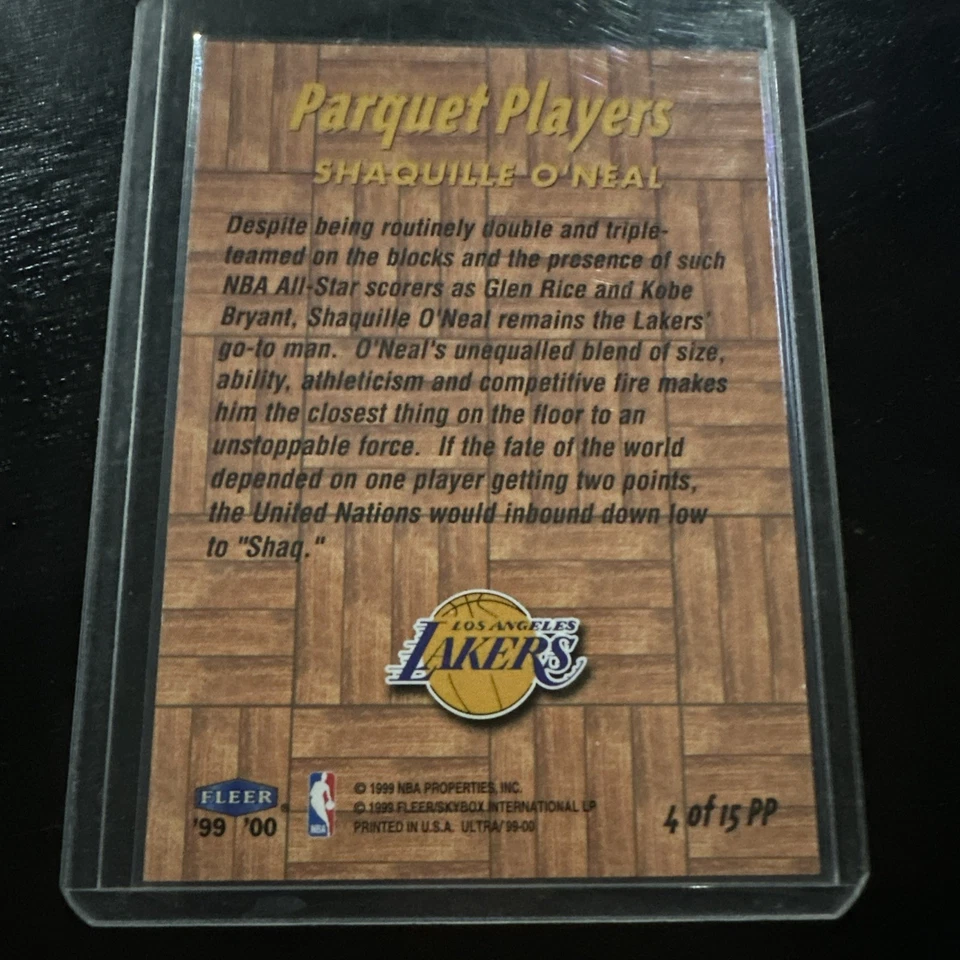 Parquet Players
SHAQUILLE O'NEAL
Despite being routinely double and triple-
teamed on the blocks and the presence of such
NBA All-Star scorers as Glen Rice and Kobe
Bryant, Shaquille O'Neal remains the Lakers'
go-to man. O'Neal's unequalled blend of size,
ability, athleticism and competitive fire makes
him the closest thing on the floor to an
unstoppable force. If the fate of the world
depended on one player getting two points,
the United Nations would inbound down low
to "Shaq."
LOS ANGELES
LAKERS
FLEER®
'99 '00
NBA
© 1999 NBA PROPERTIES, INC.
© 1999 FLEER/SKYBOX INTERNATIONAL LP
PRINTED IN U.S.A. ULTRA/'99-00
4 of 15 PP